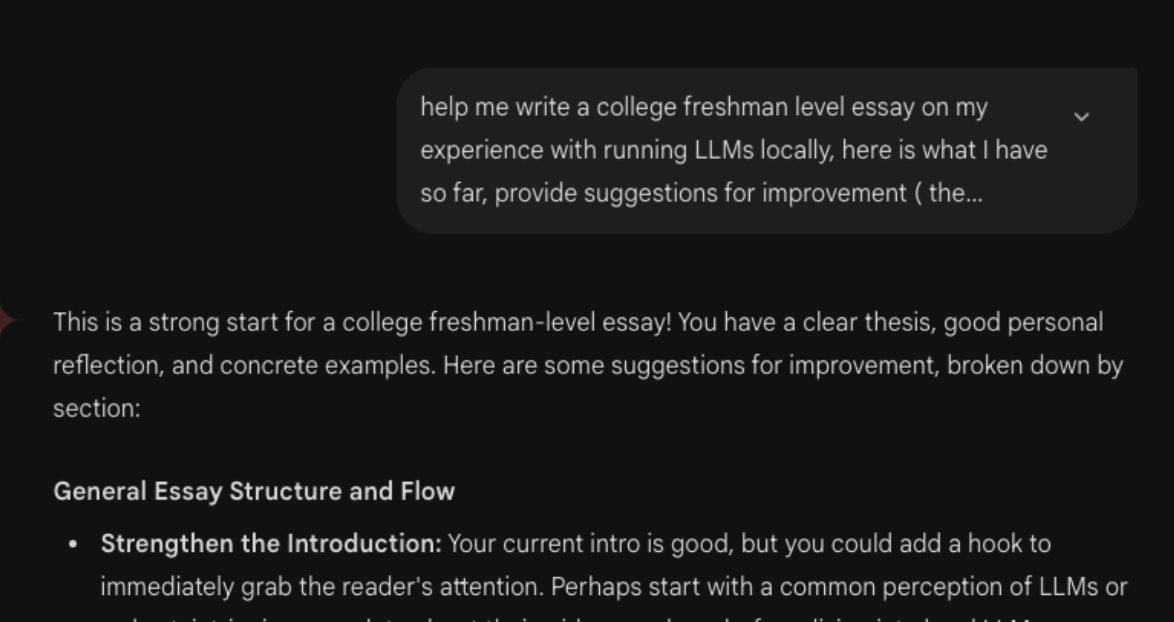 help me write a college freshman level essay on my
experience with running LLMs locally, here is what I have
so far, provide suggestions for improvement ( the...
This is a strong start for a college freshman-level essay! You have a clear thesis, good personal
reflection, and concrete examples. Here are some suggestions for improvement, broken down by
section:
General Essay Structure and Flow
• Strengthen the Introduction: Your current intro is good, but you could add a hook to
immediately grab the reader's attention. Perhaps start with a common perception of LLMs or